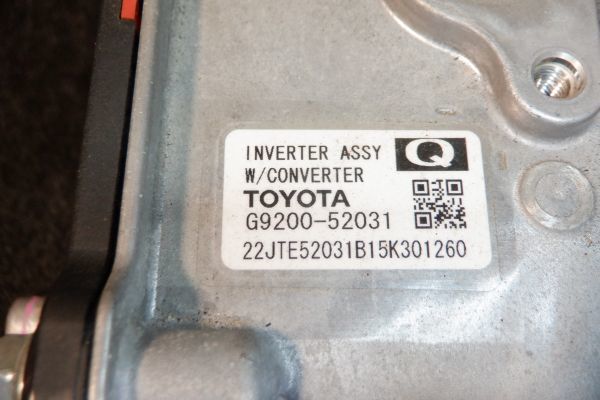 INVERTER ASSY Q
W/CONVERTER
TOYOTA
G9200-52031
22JTE52031B15K301260